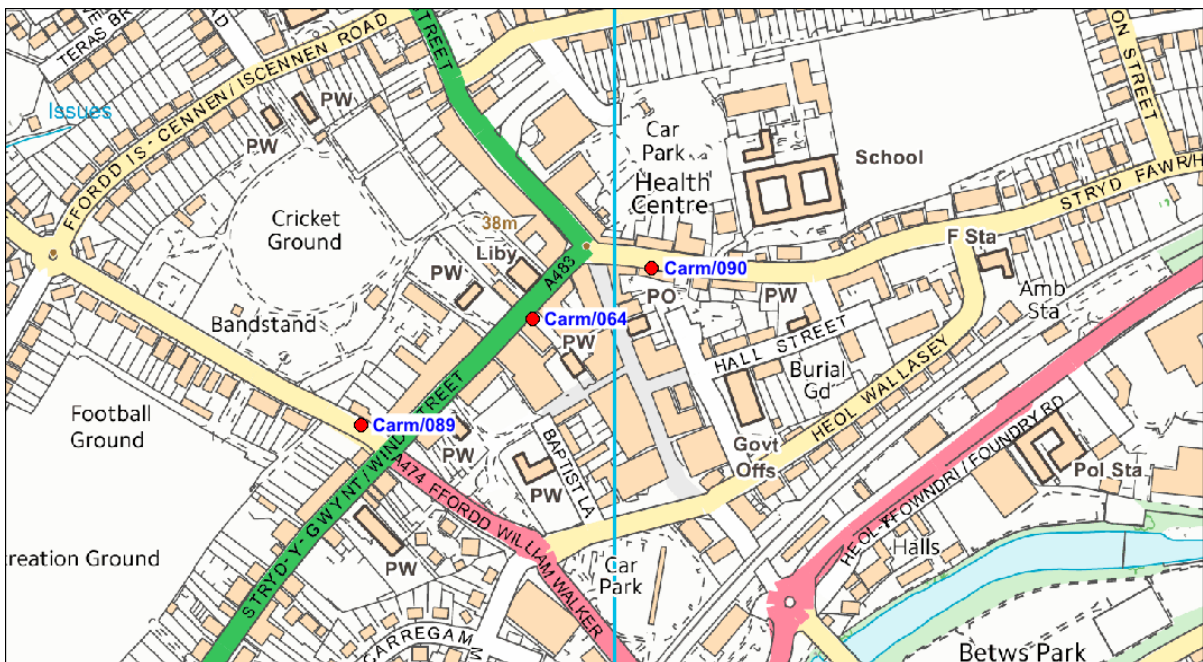 TERAS BR
STREET
ON STREET
FFORDD IS-CENNEN / ISCENNEN ROAD
Issues
PW
PW
Car
Park
School
Health
Centre
STRYD FAWR/H
Cricket
Ground
38m
Liby
A483
F Sta
Carm/090
PW
PO
PW
Amb
Sta
Bandstand
Carm/064
PW
HALL STREET
Burial
Gd
HEOL WALLASEY
Football
Ground
Carm/089
PW
BAPTIST LA
PW
Govt
Offs
Pol Sta
STRYD-Y-GWYNT / WIND STREET
A474 FFORDD WILLIAM WALKER
HEOL-Y-FFOWNDRI / FOUNDRY RD
Halls
creation Ground
PW
Car
Park
CARREGAM
Betws Park